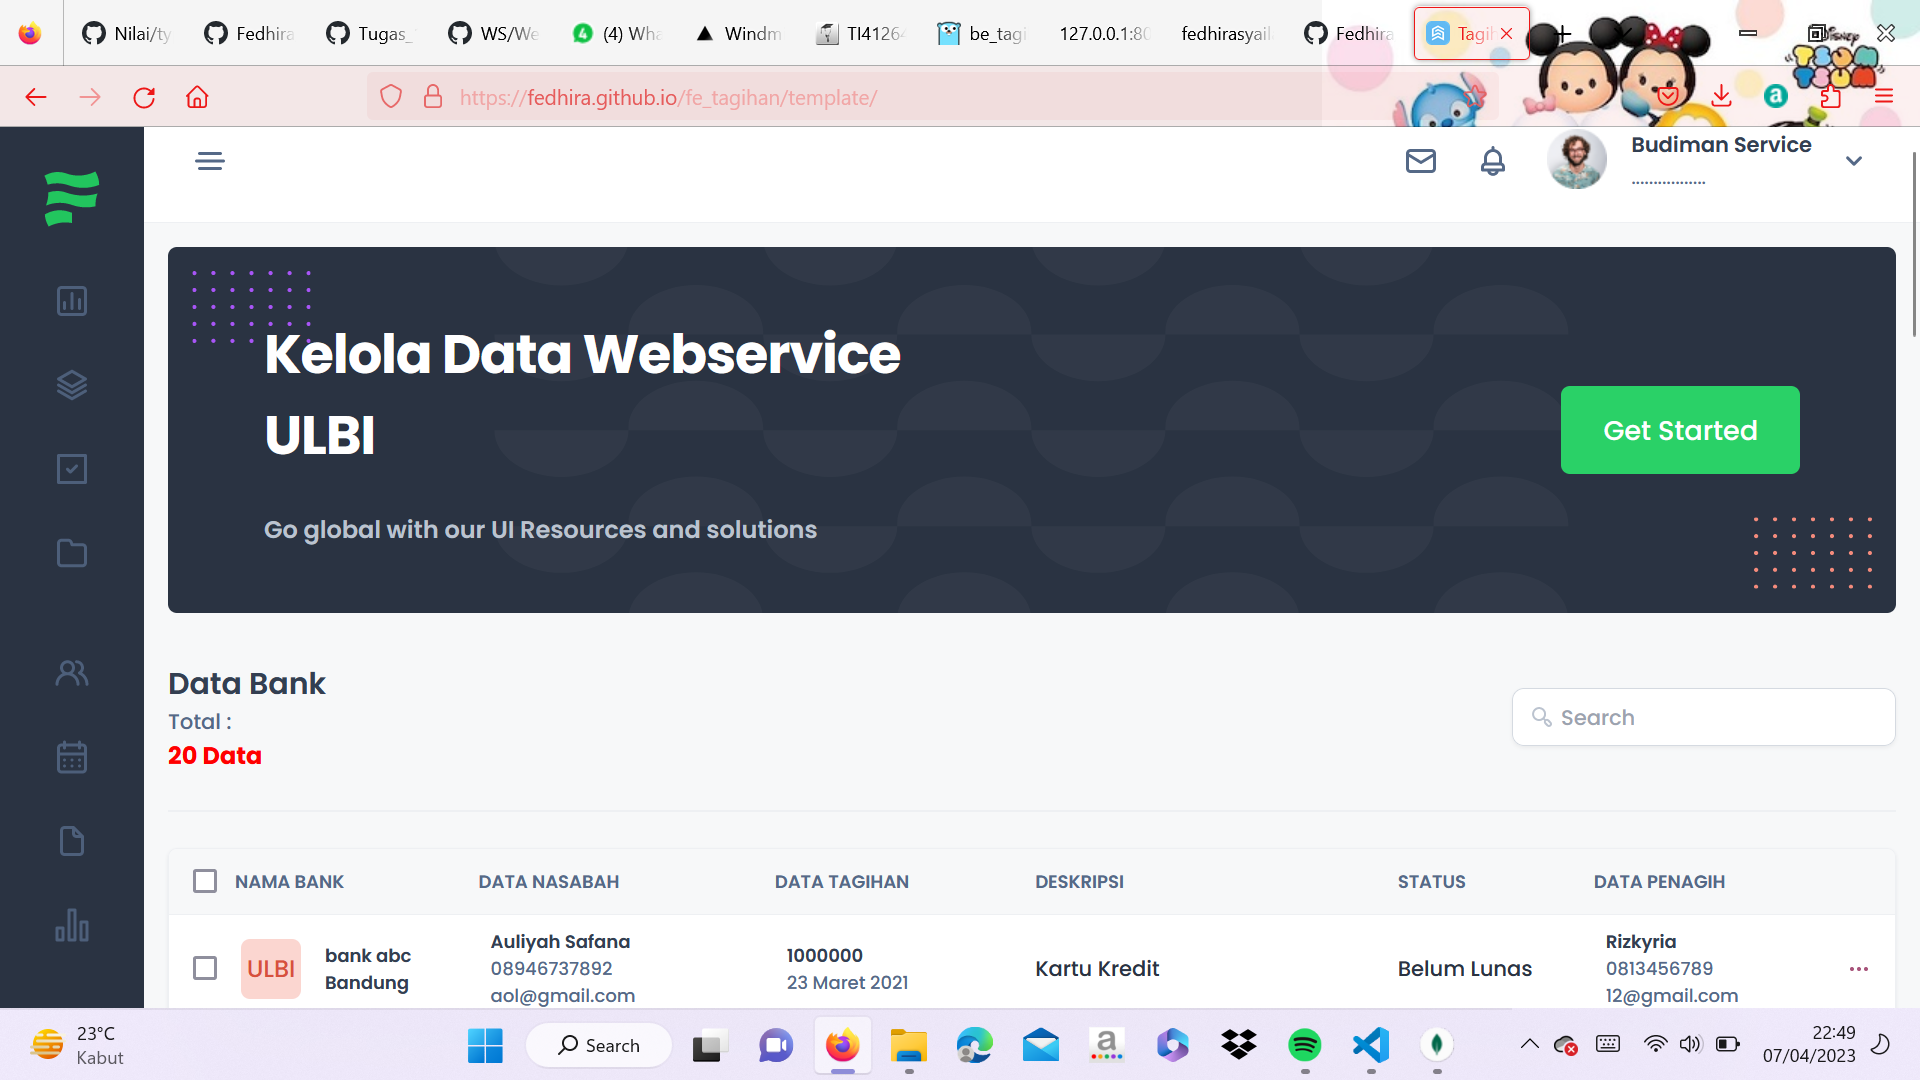 Nilai/ty
Fedhira
Tugas_
WS/We
(4) Wha
Windm
TI4126
be_tagi
127.0.0.1:80
fedhirasyail
Fedhira
Tagih
Disney
TSUM
TSUM
https://fedhira.github.io/fe_tagihan/template/
a
Budiman Service
.................
Kelola Data Webservice
ULBI
Get Started
Go global with our UI Resources and solutions
Data Bank
Total :
20 Data
Search
NAMA BANK DATA NASABAH DATA TAGIHAN DESKRIPSI STATUS DATA PENAGIH
ULBI
bank abc
Bandung
Auliyah Safana
08946737892
aol@gmail.com
1000000
23 Maret 2021
Kartu Kredit
Belum Lunas
Rizkyria
0813456789
12@gmail.com
23°C
Kabut
Search
a
22:49
07/04/2023